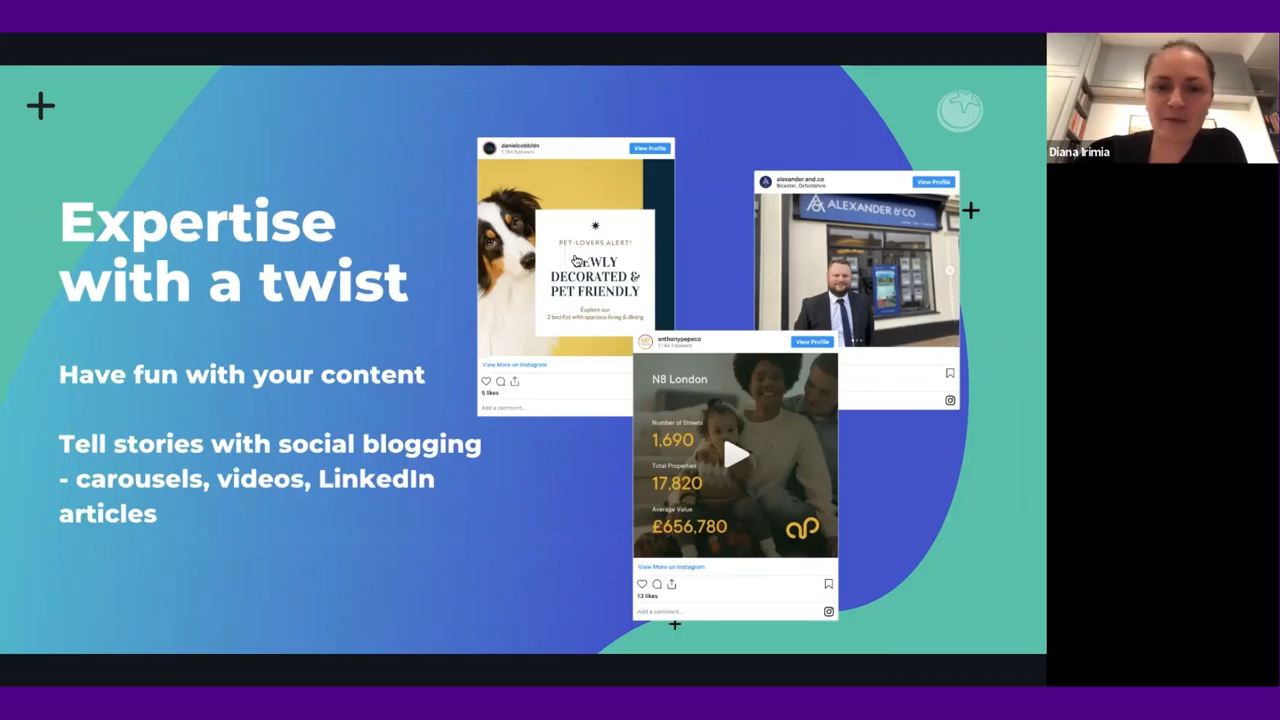 Expertise
with a twist
Have fun with your content
Tell stories with social blogging
- carousels, videos, LinkedIn
articles
danielcobbldn
1,184 followers
View Profile
PET-LOVERS ALERT!
DECORATED &
PET FRIENDLY
Explore our
2 bed flat with spacious living & dining
View More on Instagram
5 likes
Add a comment...
alexander.and.co
Bicester, Oxfordshire
View Profile
ALEXANDER & CO
anthonypepeco
View Profile
N8 London
Number of Streets
1,690
Total Properties
17,820
Average Value
£656,780
View More on Instagram
13 likes
Add a comment...
Diana Irimia